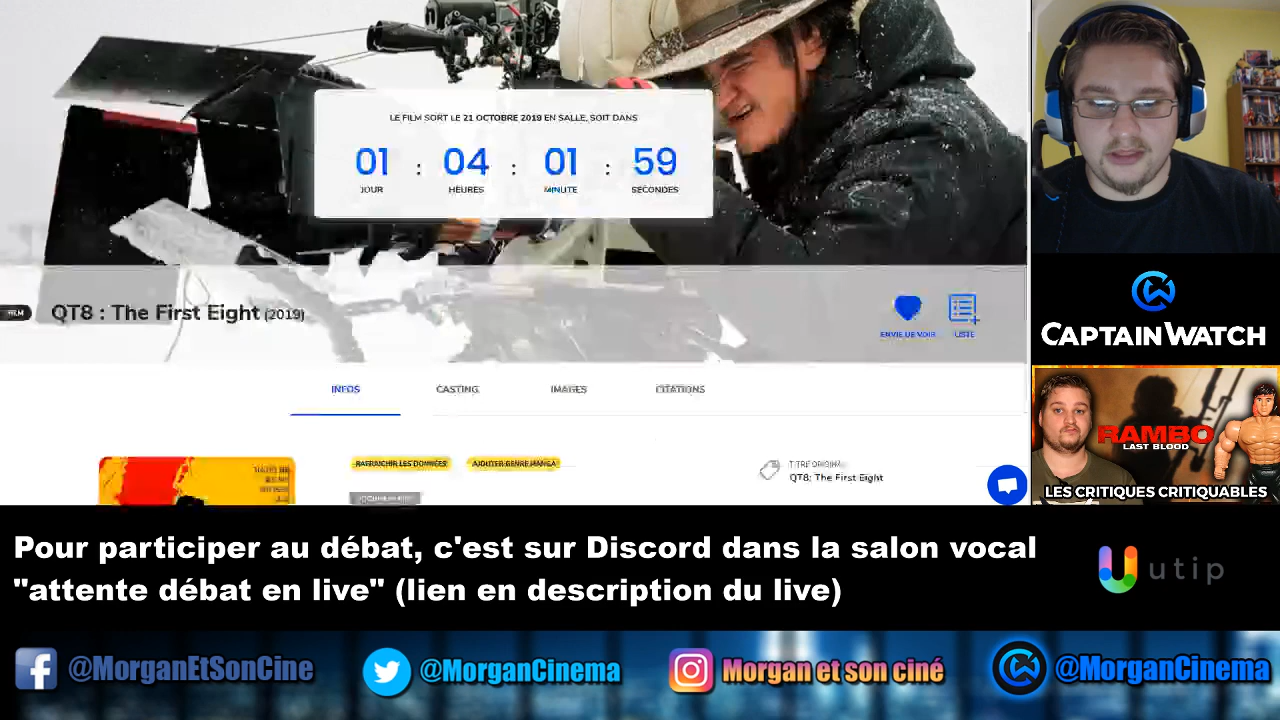 LE FILM SORT LE 21 OCTOBRE 2019 EN SALLE, SOIT DANS
01 : 04 : 01 : 59
JOUR HEURES MINUTE SECONDES
FILM
QT8 : The First Eight (2019)
ENVIE DE VOIR LISTE
INFOS CASTING IMAGES CITATIONS
RAFRAICHIR LES DONNÉES AJOUTER GENRE MANGA
TITRE ORIGINAL
QT8: The First Eight
CAPTAINWATCH
RAMBO
LAST BLOOD
LES CRITIQUES CRITIQUABLES
Pour participer au débat, c'est sur Discord dans la salon vocal
"attente débat en live" (lien en description du live)
utip
@MorganEtSonCine @MorganCinema Morgan et son ciné @MorganCinema